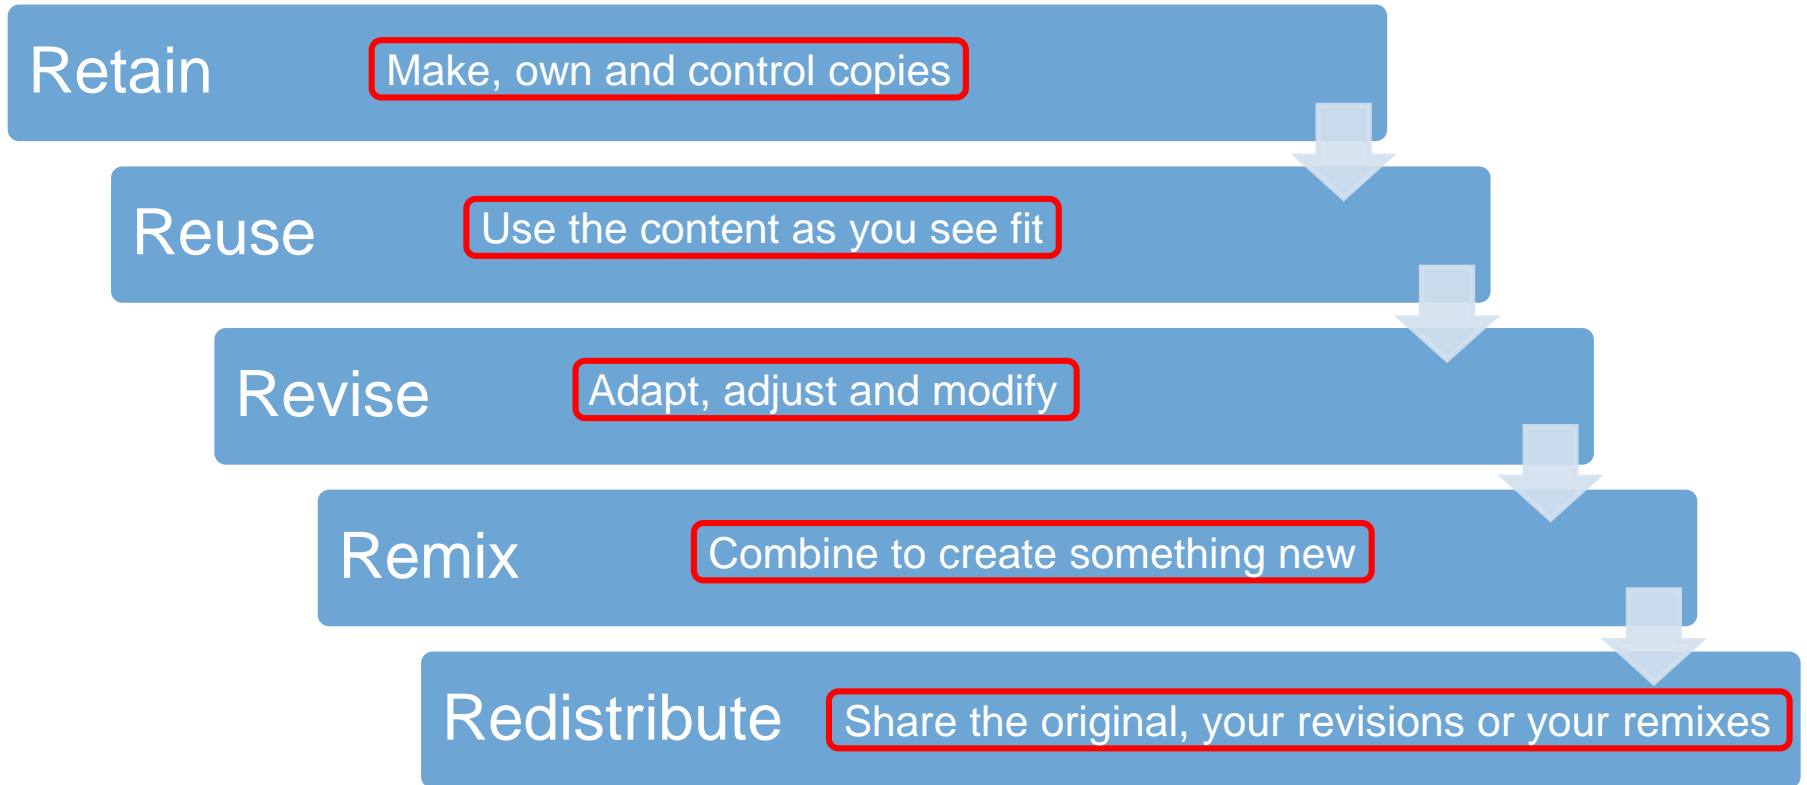 Retain
Make, own and control copies
Reuse
Use the content as you see fit
Revise
Adapt, adjust and modify
Remix
Combine to create something new
Redistribute
Share the original, your revisions or your remixes